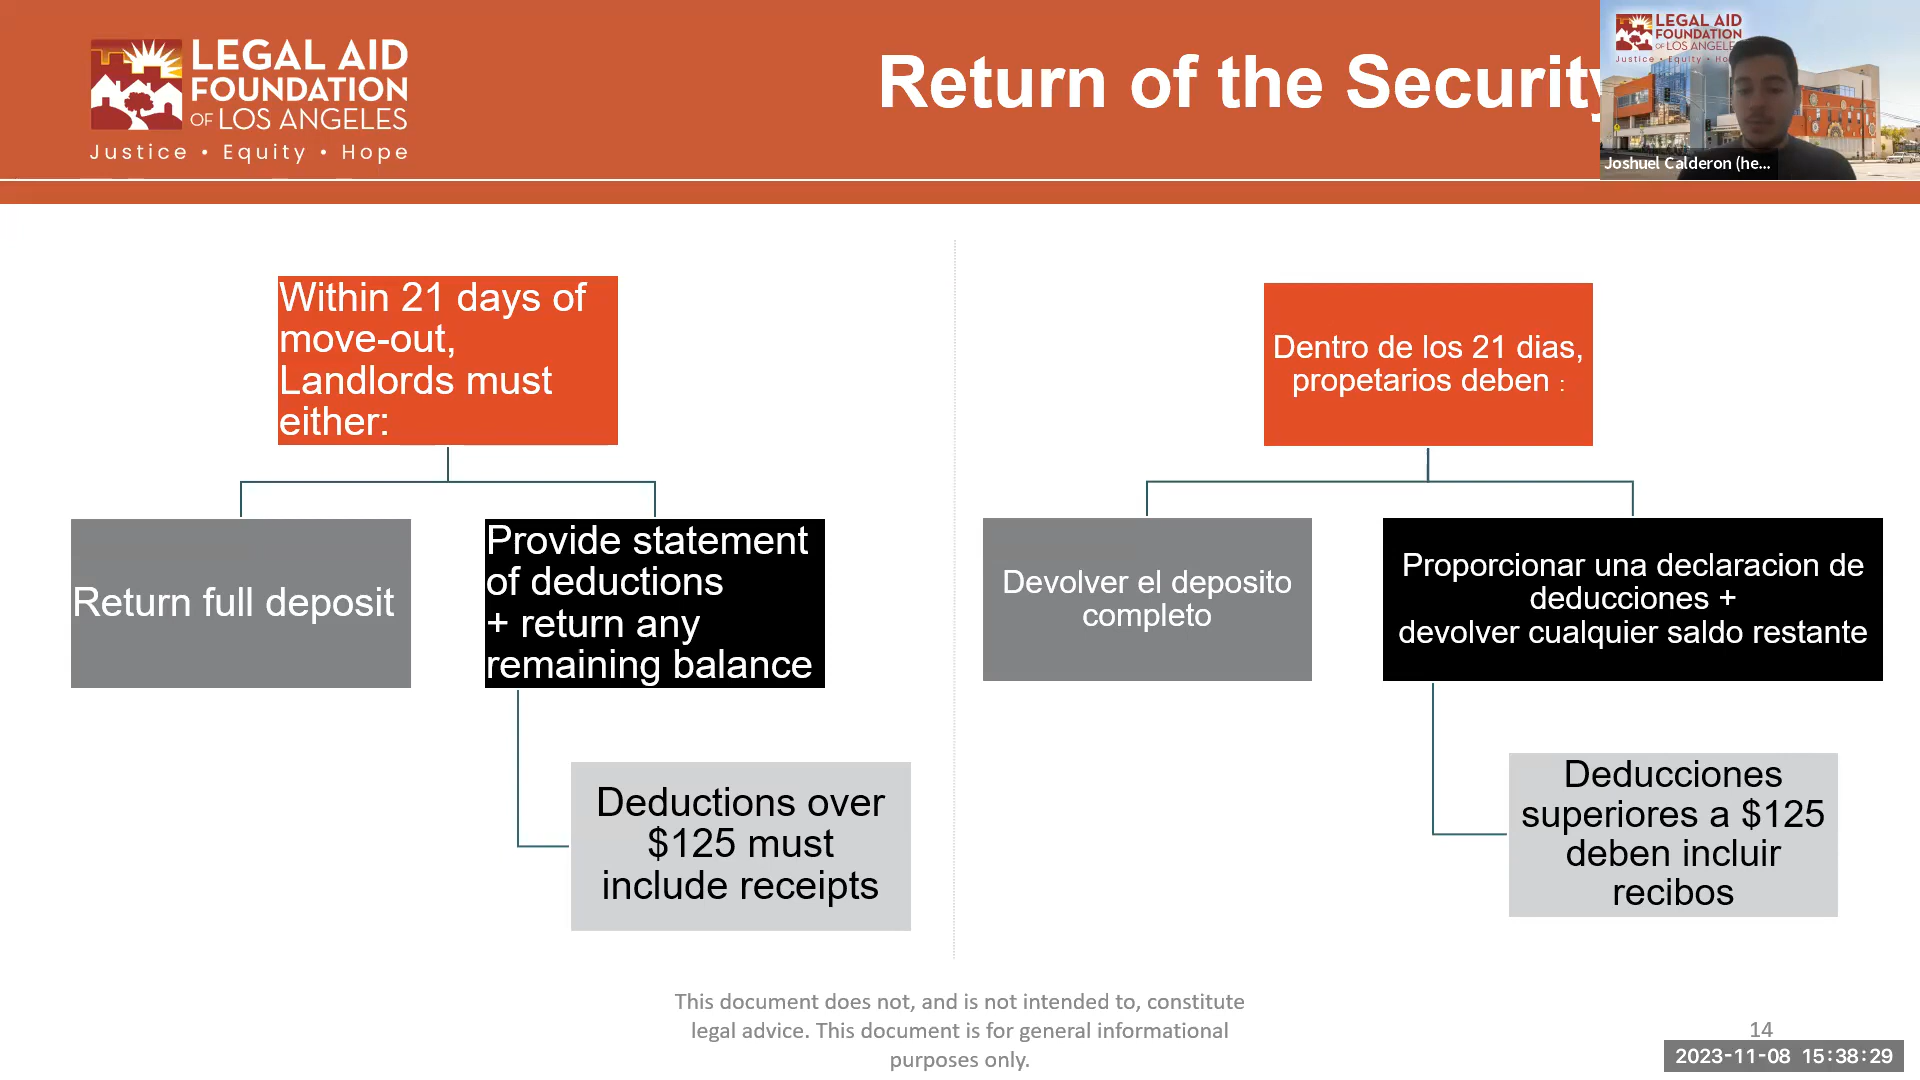 LEGAL AID
FOUNDATION
OF LOS ANGELES
Justice • Equity • Hope
Return of the Security
LEGAL AID
FOUNDATION
OF LOS ANGELES
Justice • Equity •
Joshuel Calderon (he...
Within 21 days of
move-out,
Landlords must
either:
Return full deposit
Provide statement
of deductions
+ return any
remaining balance
Deductions over
$125 must
include receipts
Dentro de los 21 dias,
propetarios deben :
Devolver el deposito
completo
Proporcionar una declaracion de
deducciones +
devolver cualquier saldo restante
Deducciones
superiores a $125
deben incluir
recibos
This document does not, and is not intended to, constitute
legal advice. This document is for general informational
purposes only.
14
2023-11-08 15:38:29